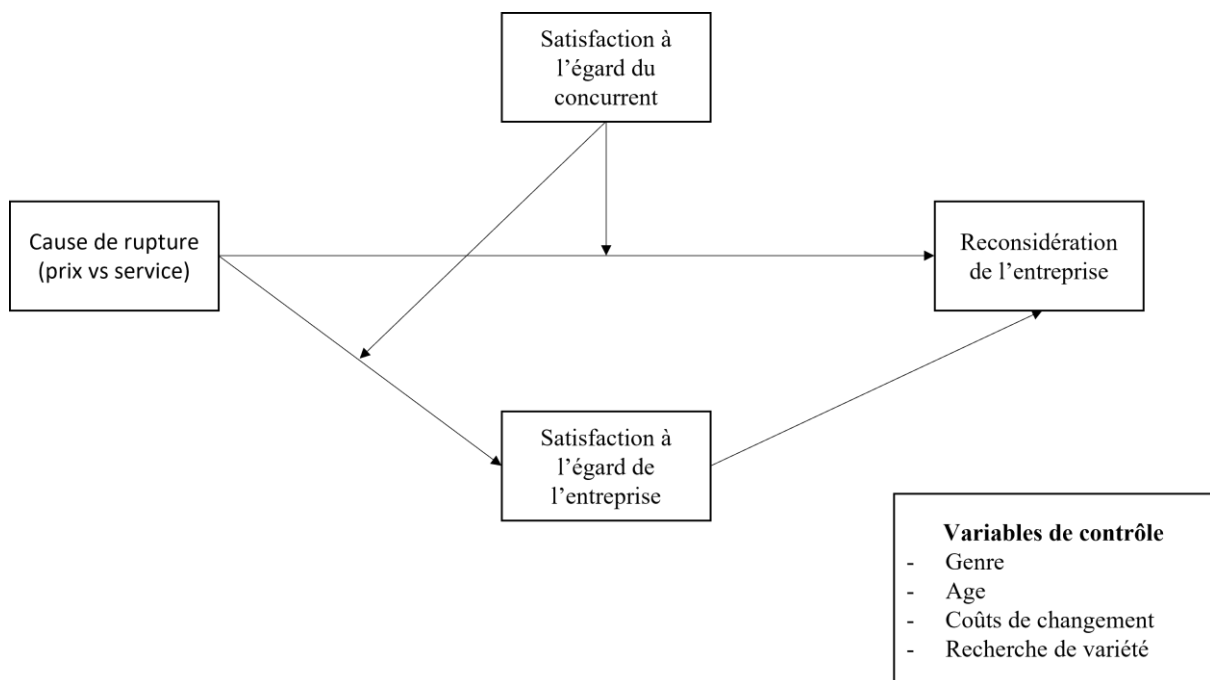 Satisfaction à
l’égard du
concurrent
Cause de rupture
(prix vs service)
Reconsidération
de l’entreprise
Satisfaction à
l’égard de
l’entreprise
Variables de contrôle
- Genre
- Age
- Coûts de changement
- Recherche de variété